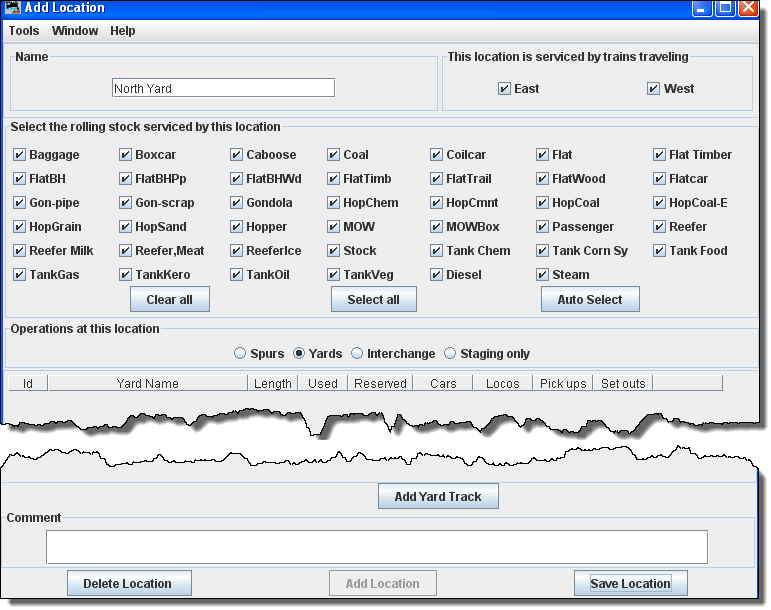 Add Location
Tools Window Help
Name This location is serviced by trains traveling
North Yard East West
Select the rolling stock serviced by this location
Baggage Boxcar Caboose Coal Coilcar Flat Flat Timber
FlatBH FlatBHPp FlatBHWd FlatTimb FlatTrail FlatWood Flatcar
Gon-pipe Gon-scrap Gondola HopChem HopCmnt HopCoal HopCoal-E
HopGrain HopSand Hopper MOW MOWBox Passenger Reefer
Reefer Milk Reefer,Meat ReeferIce Stock Tank Chem Tank Corn Sy Tank Food
TankGas TankKero TankOil TankVeg Diesel Steam
Clear all Select all Auto Select
Operations at this location
Spurs Yards Interchange Staging only
Id Yard Name Length Used Reserved Cars Locos Pick ups Set outs
Add Yard Track
Comment
Delete Location Add Location Save Location